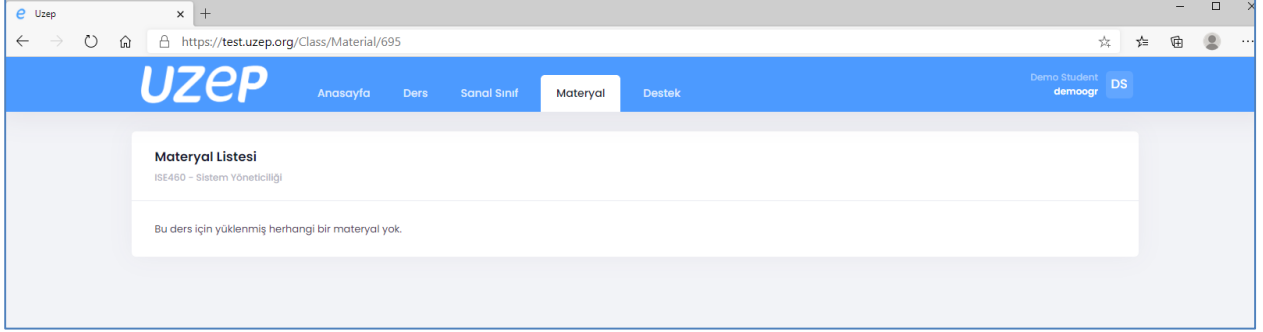 Uzep
https://test.uzep.org/Class/Material/695
uzep
Anasayfa
Ders
Sanal Sınıf
Materyal
Destek
Demo Student
demoogr
DS
Materyal Listesi
ISE460 - Sistem Yöneticiliği
Bu ders için yüklenmiş herhangi bir materyal yok.